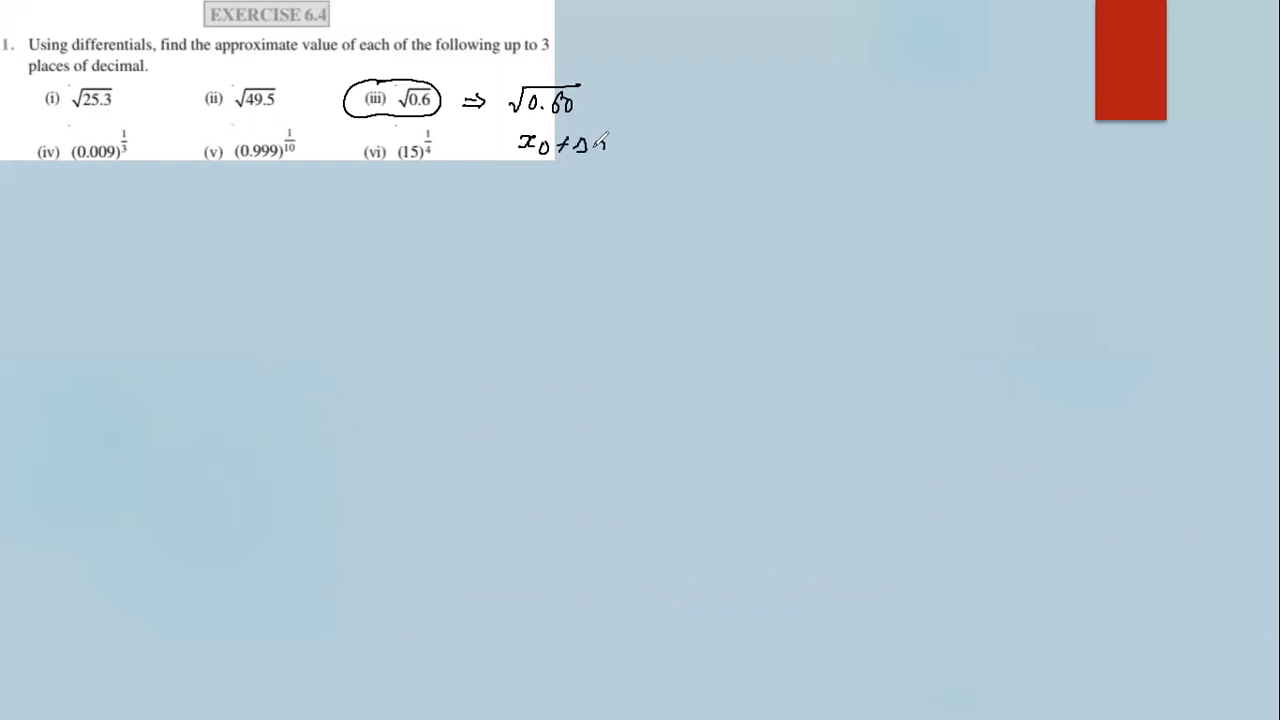 EXERCISE 6.4
1. Using differentials, find the approximate value of each of the following up to 3
places of decimal.
(i) √25.3 (ii) √49.5 (iii) √0.6 ⇒ √0.60
(iv) (0.009)^{1/3} (v) (0.999)^{1/10} (vi) (15)^{1/4} x₀ + Δ